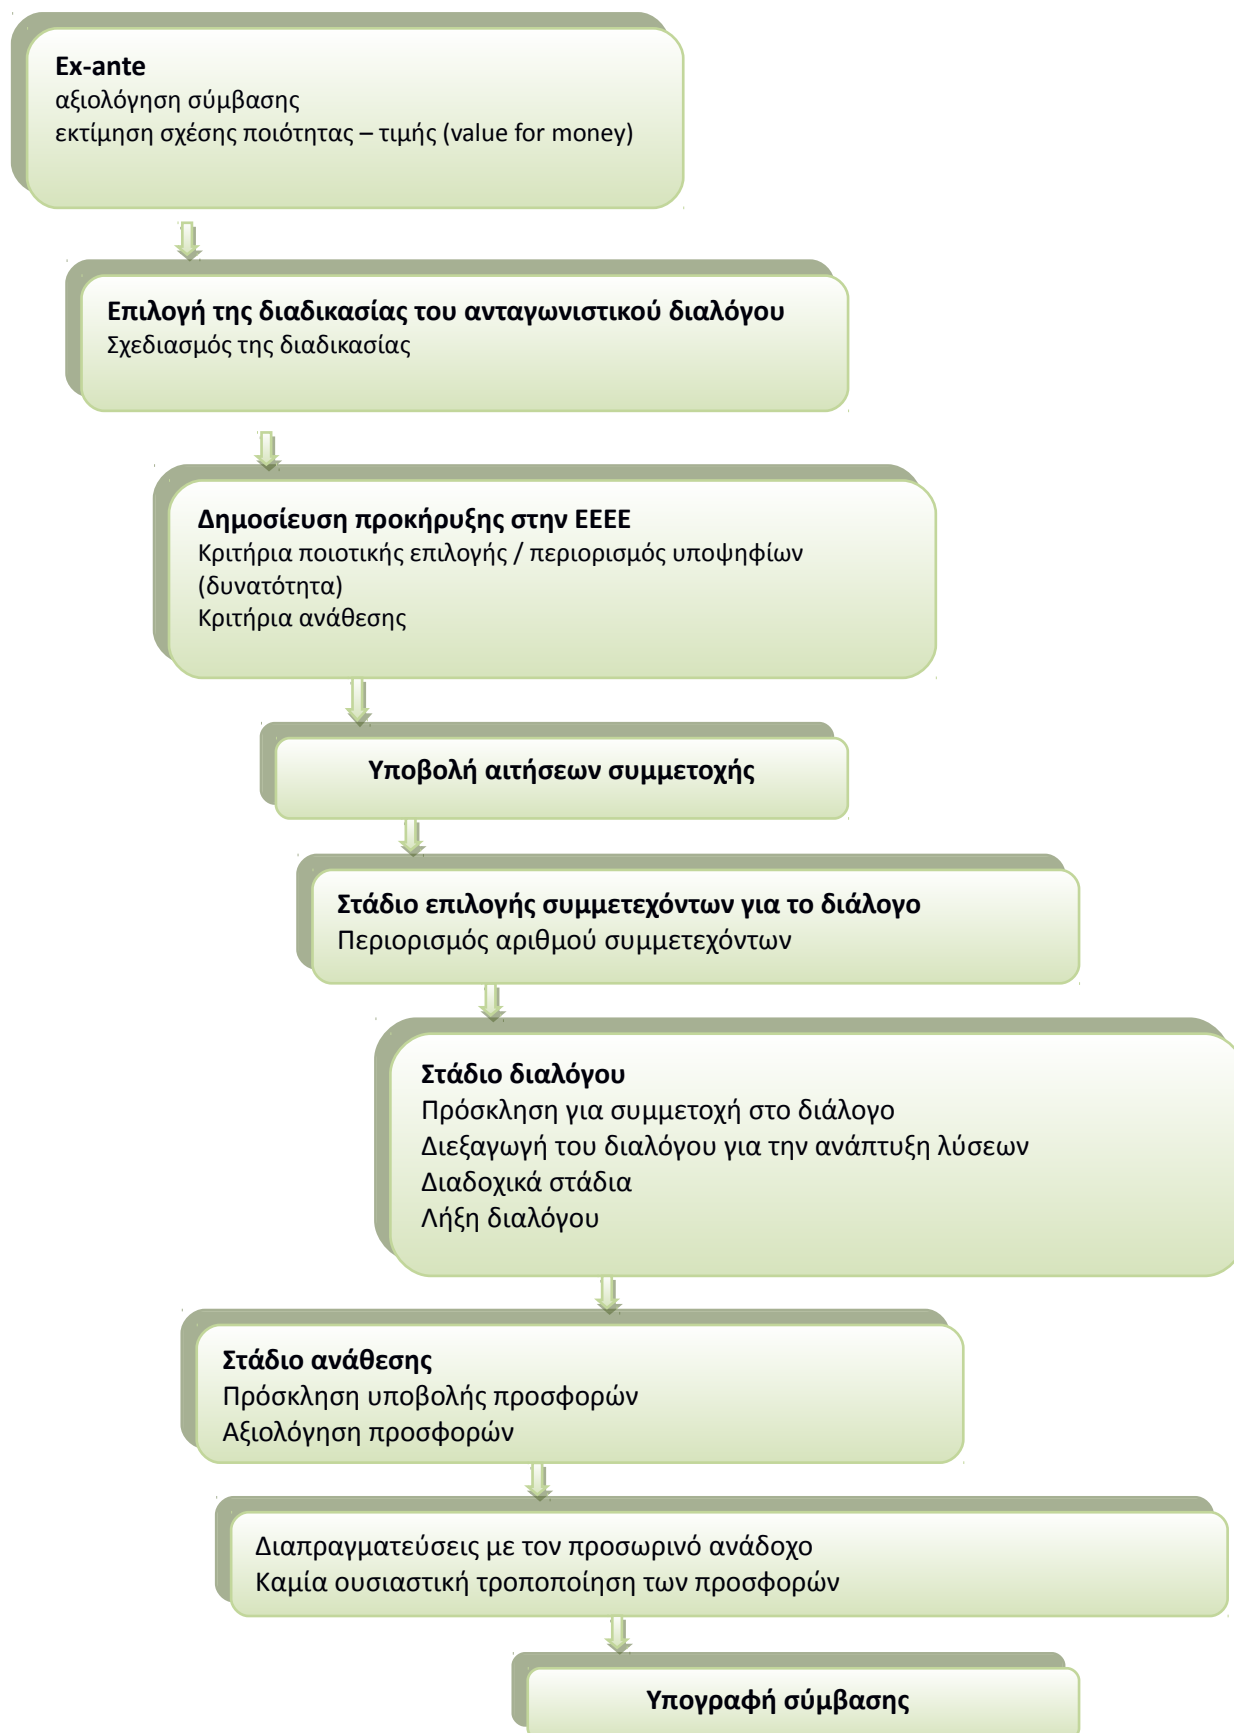 Ex-ante
αξιολόγηση σύμβασης
εκτίμηση σχέσης ποιότητας – τιμής (value for money)
Επιλογή της διαδικασίας του ανταγωνιστικού διαλόγου
Σχεδιασμός της διαδικασίας
Δημοσίευση προκήρυξης στην ΕΕΕΕ
Κριτήρια ποιοτικής επιλογής / περιορισμός υποψηφίων
(δυνατότητα)
Κριτήρια ανάθεσης
Υποβολή αιτήσεων συμμετοχής
Στάδιο επιλογής συμμετεχόντων για το διάλογο
Περιορισμός αριθμού συμμετεχόντων
Στάδιο διαλόγου
Πρόσκληση για συμμετοχή στο διάλογο
Διεξαγωγή του διαλόγου για την ανάπτυξη λύσεων
Διαδοχικά στάδια
Λήξη διαλόγου
Στάδιο ανάθεσης
Πρόσκληση υποβολής προσφορών
Αξιολόγηση προσφορών
Διαπραγματεύσεις με τον προσωρινό ανάδοχο
Καμία ουσιαστική τροποποίηση των προσφορών
Υπογραφή σύμβασης